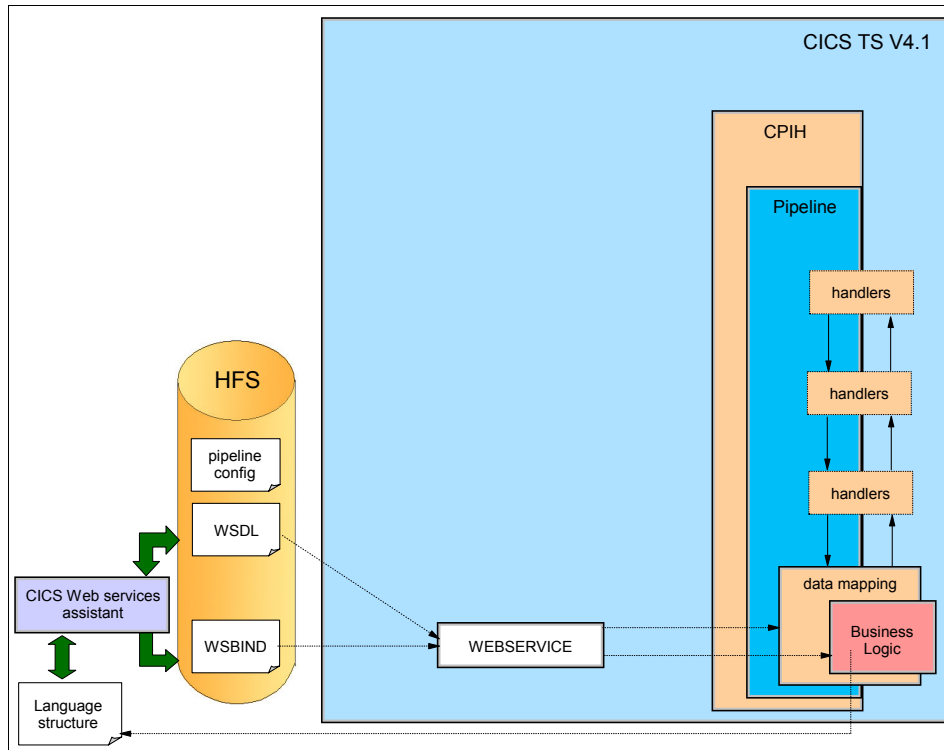 CICS TS V4.1
CPIH
Pipeline
handlers
handlers
handlers
data mapping
Business
Logic
HFS
pipeline
config
WSDL
WSBIND
CICS Web services
assistant
Language
structure
WEBSERVICE